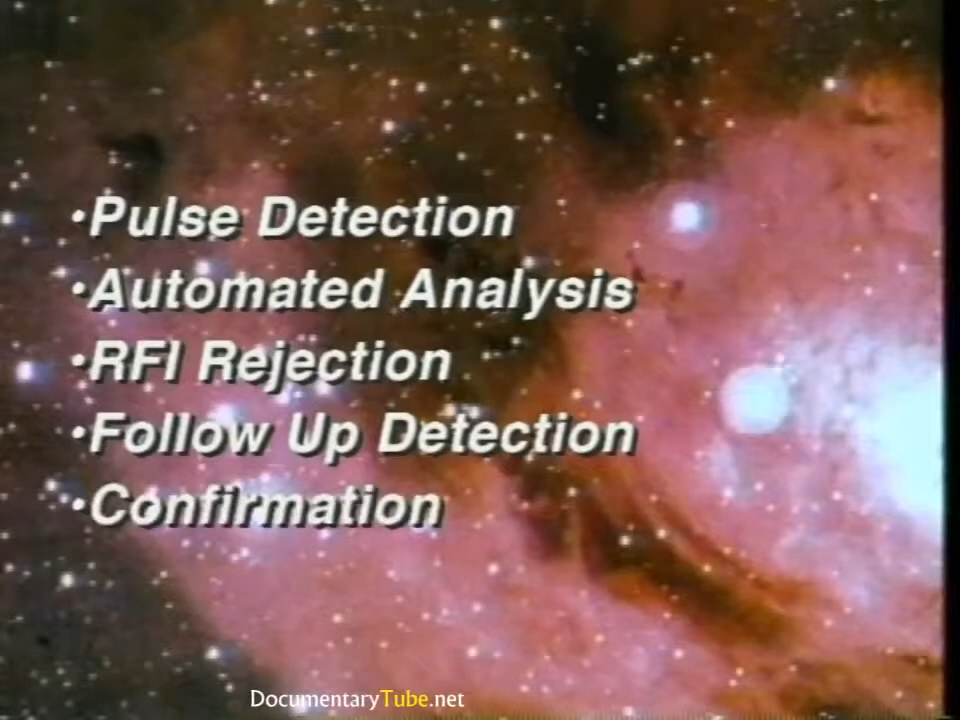 •Pulse Detection
•Automated Analysis
•RFI Rejection
•Follow Up Detection
•Confirmation
DocumentaryTube.net